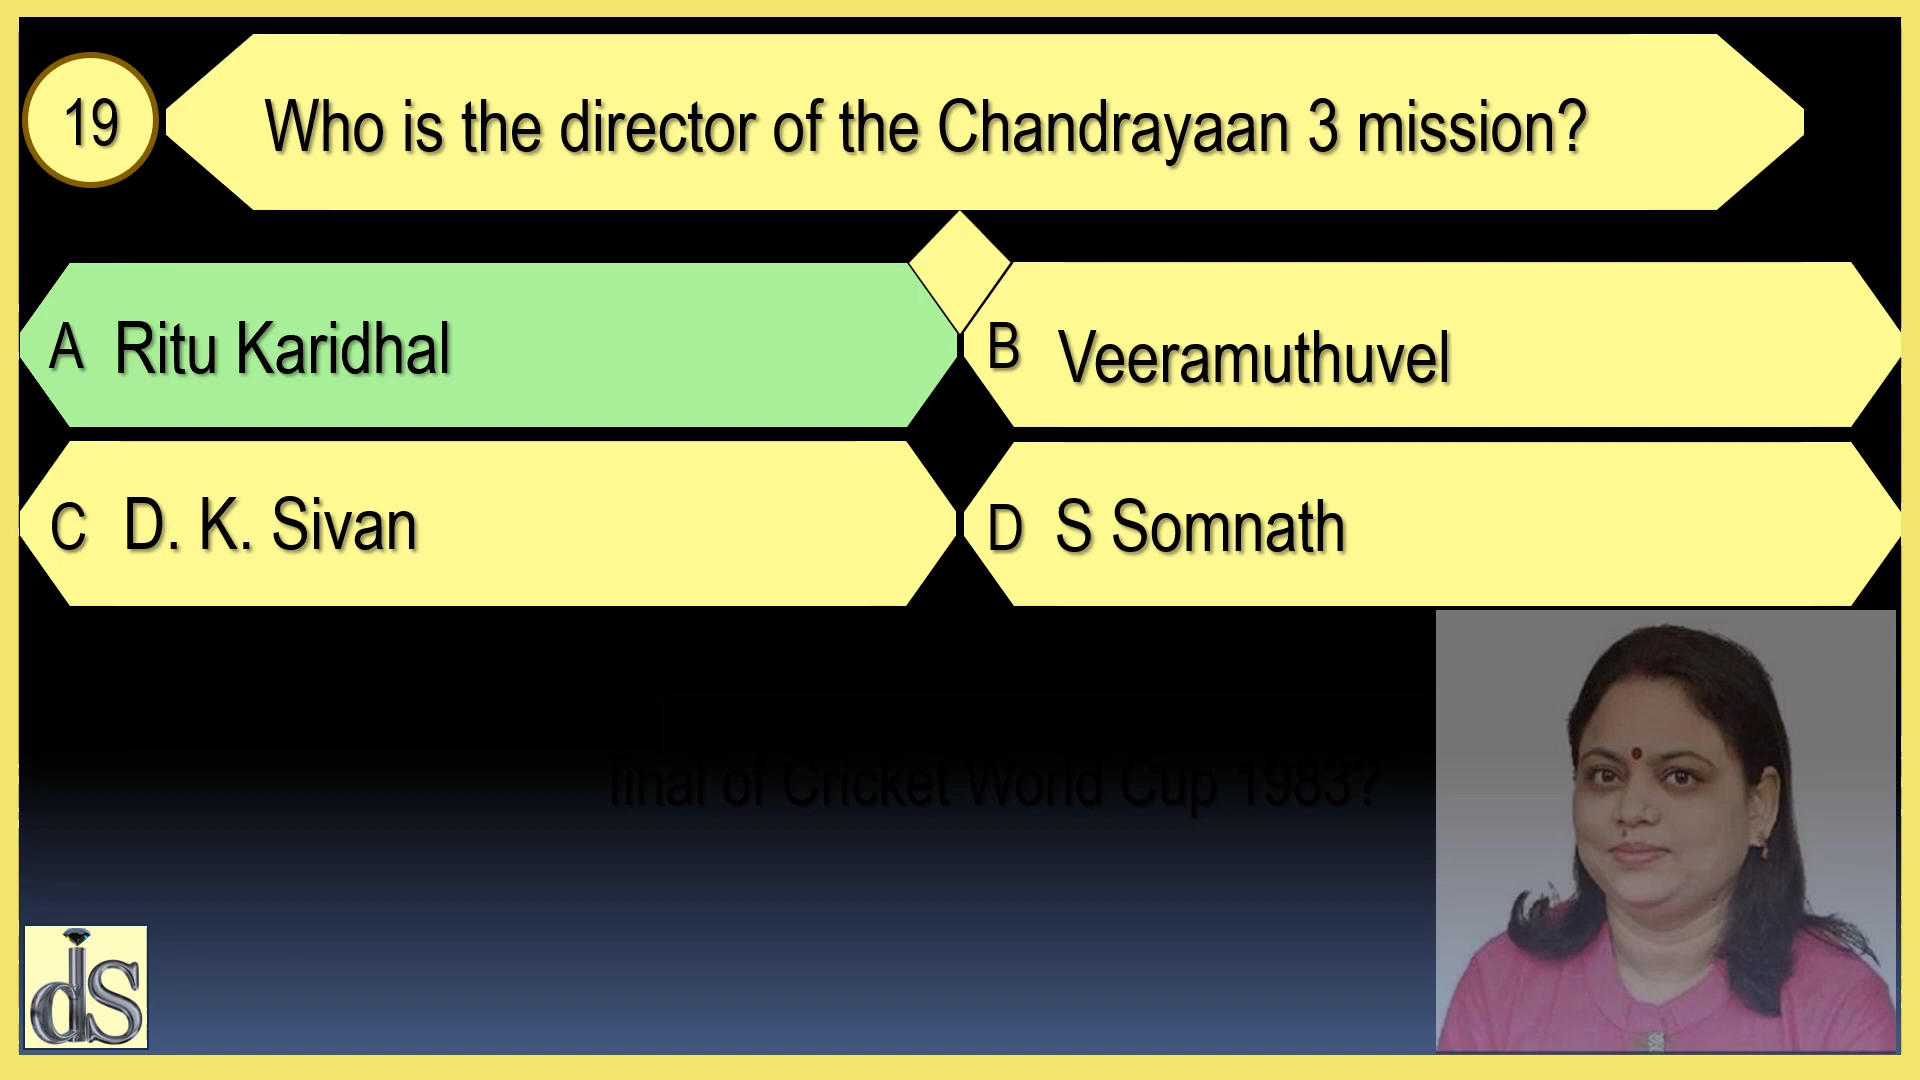 19
Who is the director of the Chandrayaan 3 mission?
A Ritu Karidhal
B Veeramuthuvel
C D. K. Sivan
D S Somnath
final of Cricket World Cup 1983?
ds